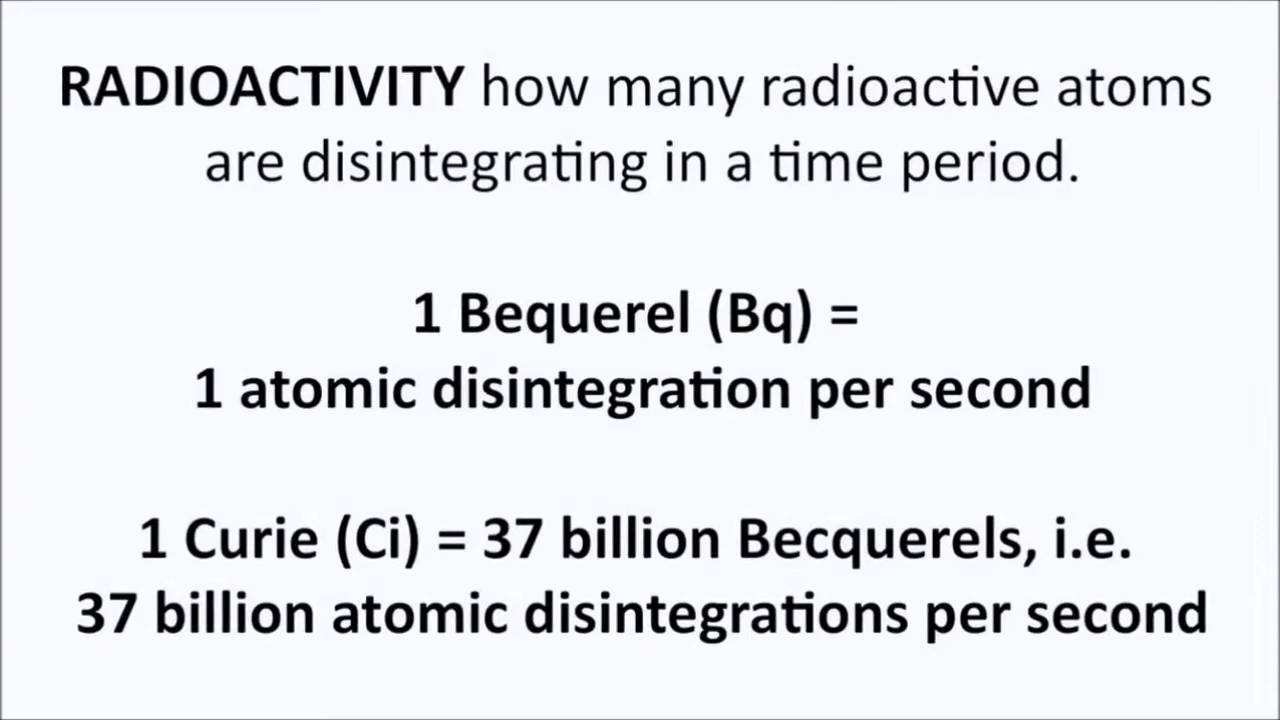 RADIOACTIVITY how many radioactive atoms
are disintegrating in a time period.
1 Bequerel (Bq) =
1 atomic disintegration per second
1 Curie (Ci) = 37 billion Becquerels, i.e.
37 billion atomic disintegrations per second